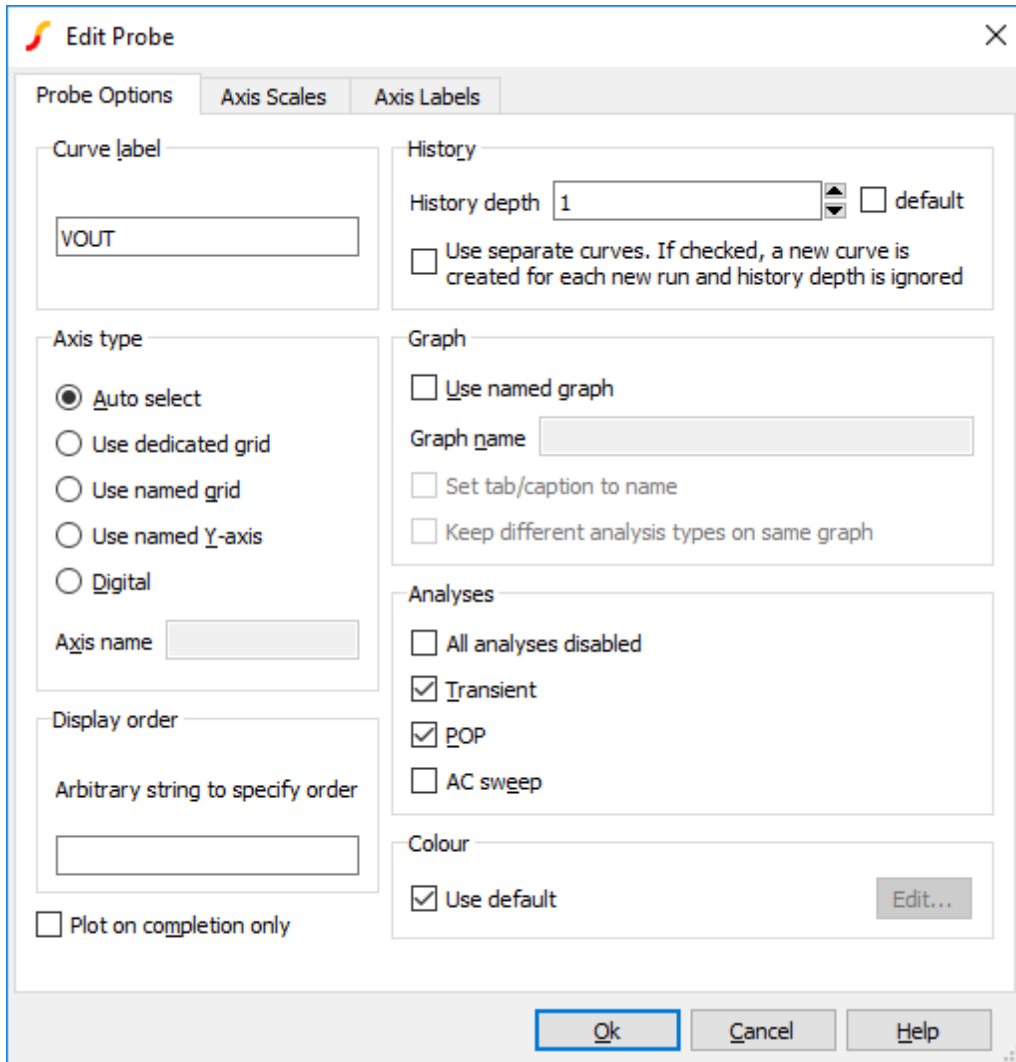 Edit Probe
Probe Options
Axis Scales
Axis Labels
Curve label
VOUT
History
History depth
1
default
Use separate curves. If checked, a new curve is
created for each new run and history depth is ignored
Axis type
Auto select
Use dedicated grid
Use named grid
Use named Y-axis
Digital
Axis name
Graph
Use named graph
Graph name
Set tab/caption to name
Keep different analysis types on same graph
Analyses
All analyses disabled
Transient
POP
AC sweep
Display order
Arbitrary string to specify order
Plot on completion only
Colour
Use default
Edit...
Ok
Cancel
Help